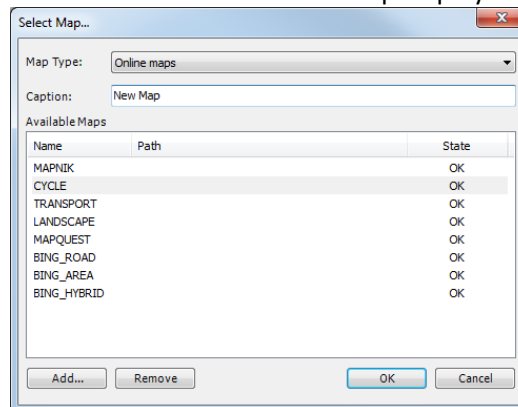 Select Map...
Map Type: Online maps
Caption: New Map
Available Maps
Name Path State
MAPNIK OK
CYCLE OK
TRANSPORT OK
LANDSCAPE OK
MAPQUEST OK
BING_ROAD OK
BING_AREA OK
BING_HYBRID OK
Add... Remove OK Cancel